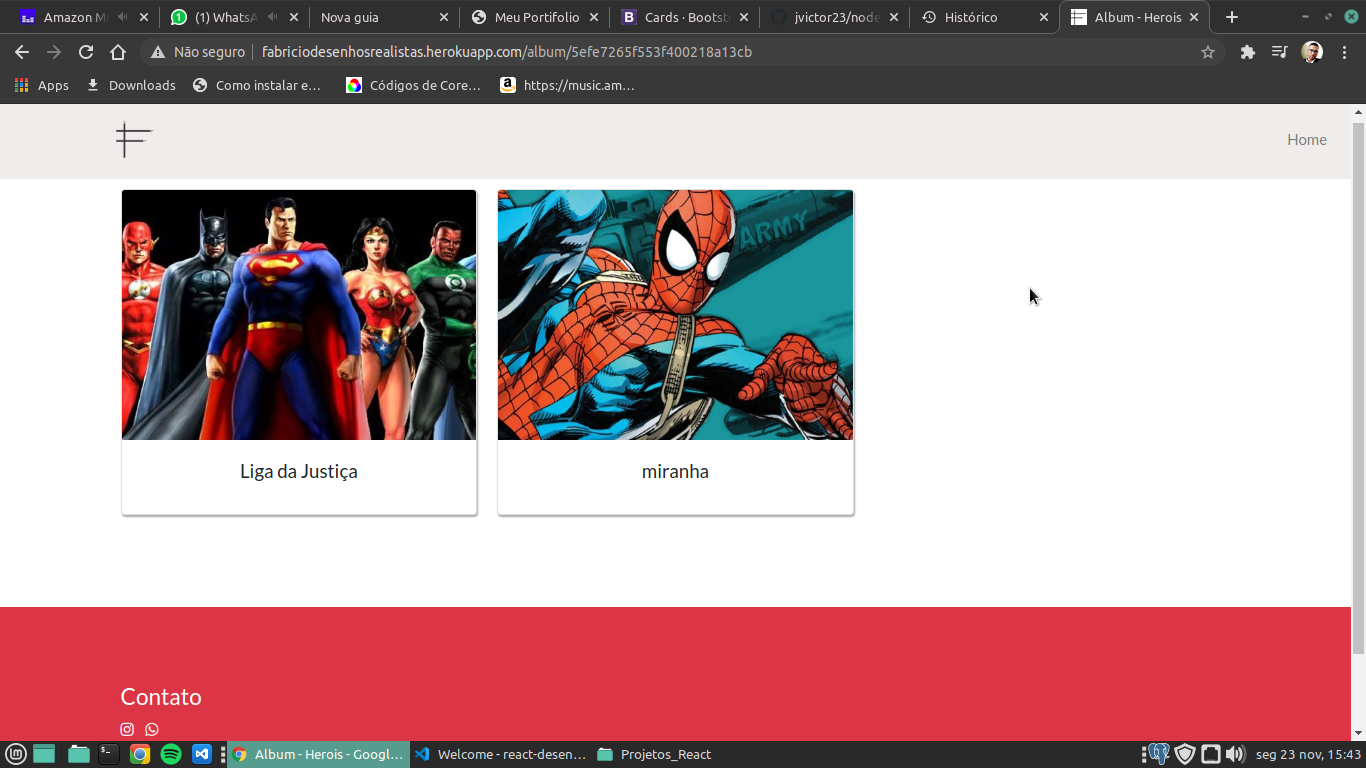 Amazon M
(1) WhatsA
Nova guia
Meu Portifolio
Cards · Bootst
jvictor23/node
Histórico
Album - Herois
Não seguro
fabriciodesenhosrealistas.herokuapp.com/album/5efe7265f553f400218a13cb
Apps
Downloads
Como instalar e...
Códigos de Core...
https://music.am...
Home
ARMY
Liga da Justiça
miranha
Contato
Album - Herois - Googl...
Welcome - react-desen...
Projetos_React
seg 23 nov, 15:43